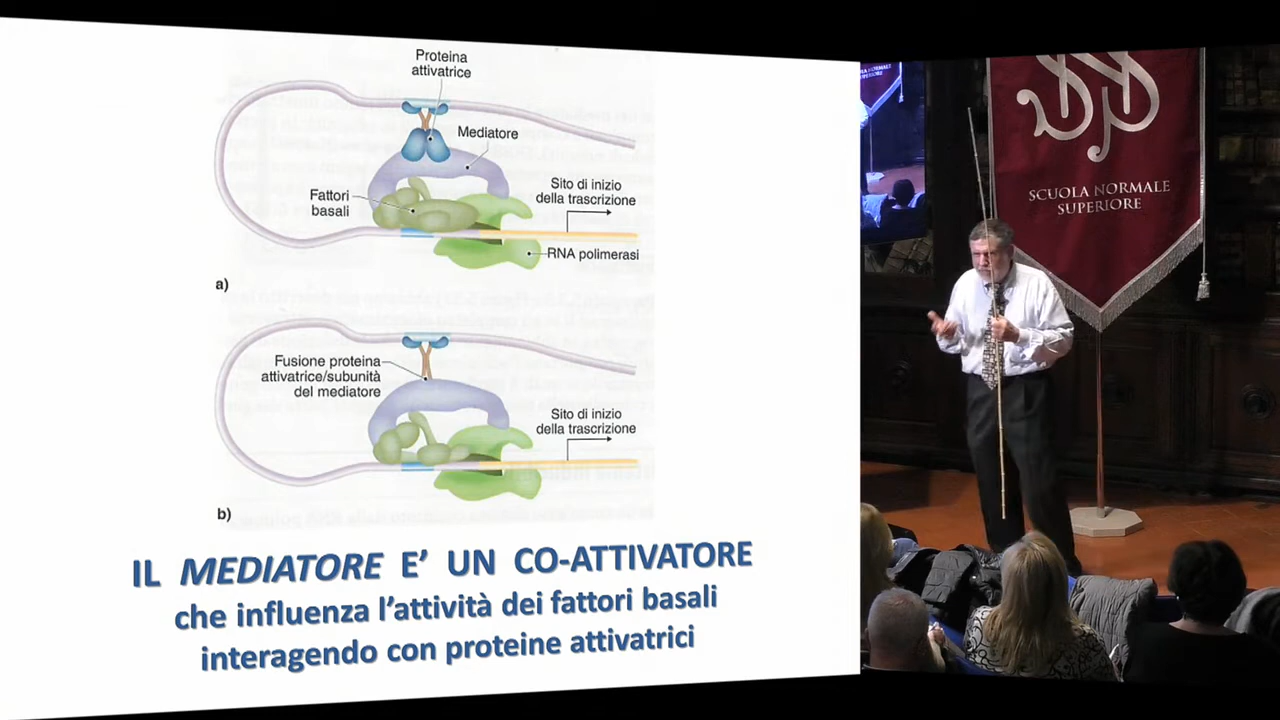 Proteina
attivatrice
Mediatore
Fattori
basali
Sito di inizio
della trascrizione
RNA polimerasi
a)
Fusione proteina
attivatrice/subunità
del mediatore
Sito di inizio
della trascrizione
b)
IL MEDIATORE E’ UN CO-ATTIVATORE
che influenza l’attività dei fattori basali
interagendo con proteine attivatrici
SCUOLA NORMALE
SUPERIORE